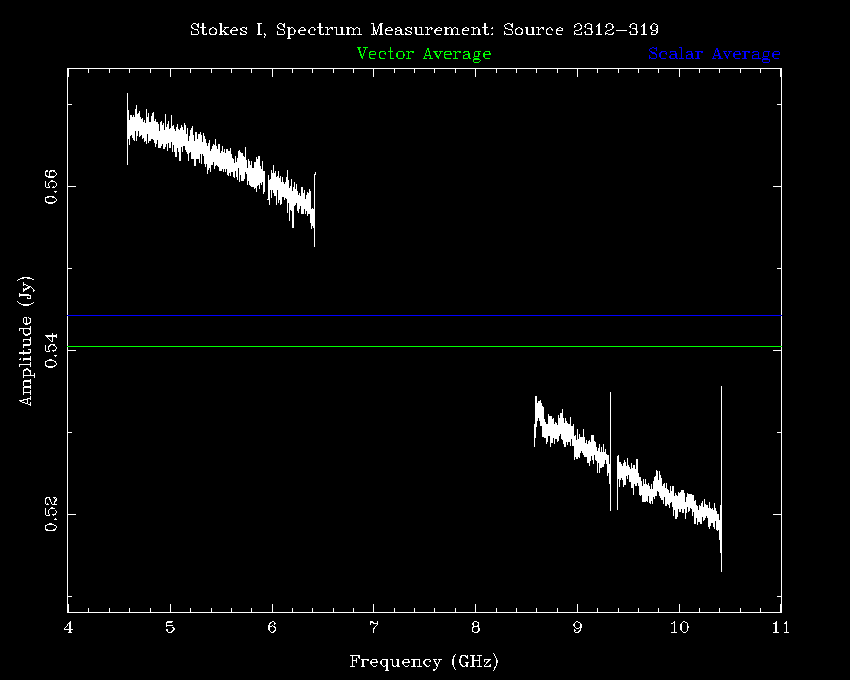 Stokes I, Spectrum Measurement: Source 2312-319
Vector Average Scalar Average
0.56
0.54
0.52
Amplitude (Jy)
4 5 6 7 8 9 10 11
Frequency (GHz)